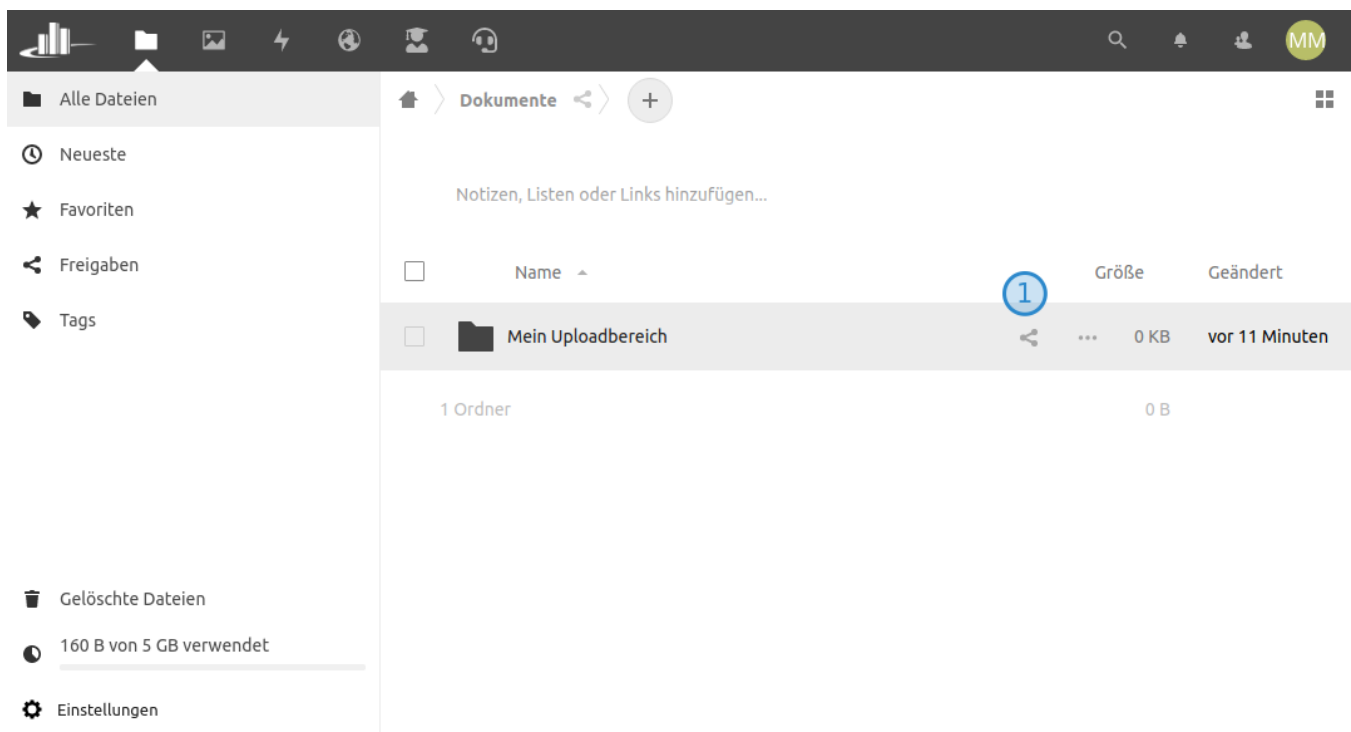 MM
Alle Dateien
Dokumente
Neueste
Notizen, Listen oder Links hinzufügen...
Favoriten
Freigaben
Name Größe Geändert
1
Tags
Mein Uploadbereich 0 KB vor 11 Minuten
1 Ordner 0 B
Gelöschte Dateien
160 B von 5 GB verwendet
Einstellungen